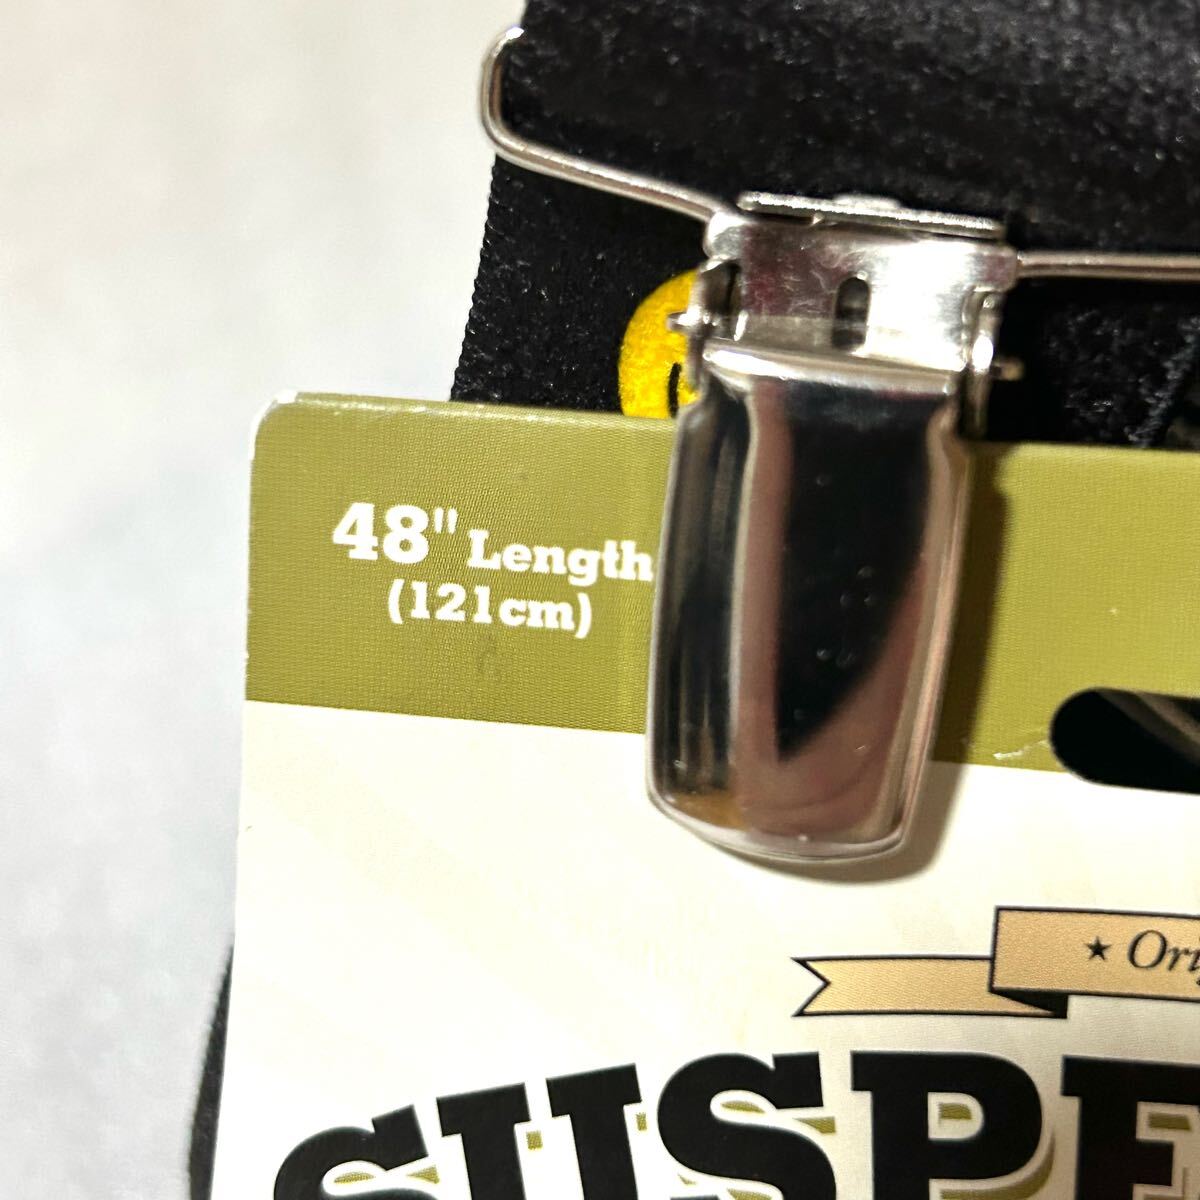 48" Length
(121cm)
★ Ori
SUSPE